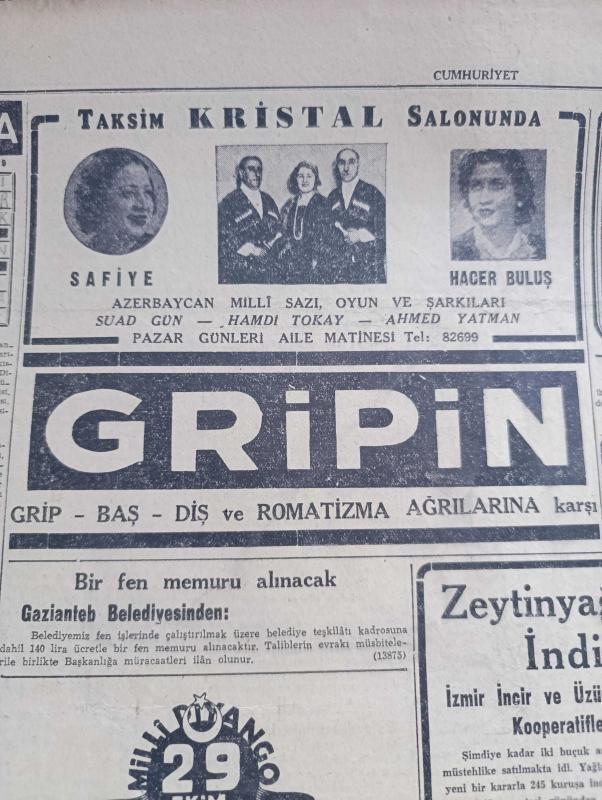 CUMHURİYET
TAKSİM KRİSTAL SALONUNDA
SAFİYE
HACER BULUŞ
AZERBAYCAN MİLLÎ SAZI, OYUN VE ŞARKILARI
SUAD GÜN — HAMDİ TOKAY — AHMED YATMAN
PAZAR GÜNLERİ AİLE MATİNESİ Tel: 82699
GRİPİN
GRİP - BAŞ - DİŞ ve ROMATİZMA AĞRILARINA karşı
Bir fen memuru alınacak
Gazianteb Belediyesinden:
Belediyemiz fen işlerinde çalıştırılmak üzere belediye teşkilâtı kadrosuna
dahil 140 lira ücretle bir fen memuru alınacaktır. Taliblerin evrakı müsbitele-
rile birlikte Başkanlığa müracaatleri ilân olunur. (13875)
MİLLİ PİYANGO
29
EKİM
Zeytinya
İndi
İzmir İncir ve Üzü
Kooperatifle
Şimdiye kadar iki buçuk
müstehlike satılmakta idi. Yağl
yeni bir kararla 245 kuruşa in